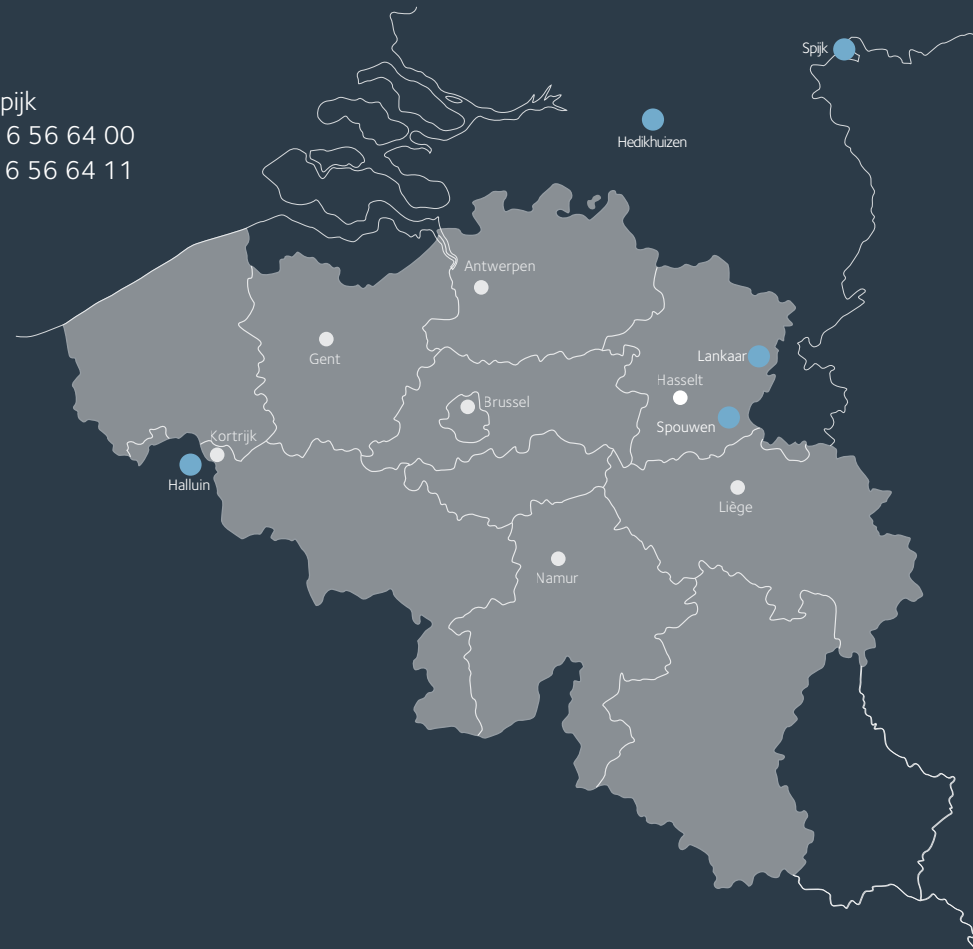 Spijk
pijk
6 56 64 00
6 56 64 11
Hedikhuizen
Antwerpen
Gent
Lankaar
Hasselt
Brussel
Spouwen
Kortrijk
Halluin
Liège
Namur